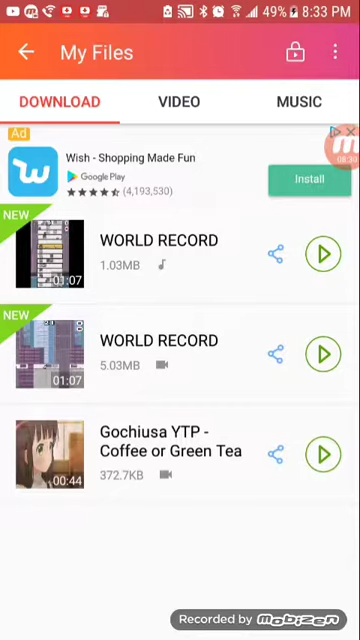 49% 8:33 PM
My Files
DOWNLOAD VIDEO MUSIC
Ad
Wish - Shopping Made Fun
Google Play
(4,193,530)
Install
08:30
NEW
WORLD RECORD
1.03MB
01:07
NEW
WORLD RECORD
5.03MB
01:07
Gochiusa YTP -
Coffee or Green Tea
372.7KB
00:44
Recorded by mobizen